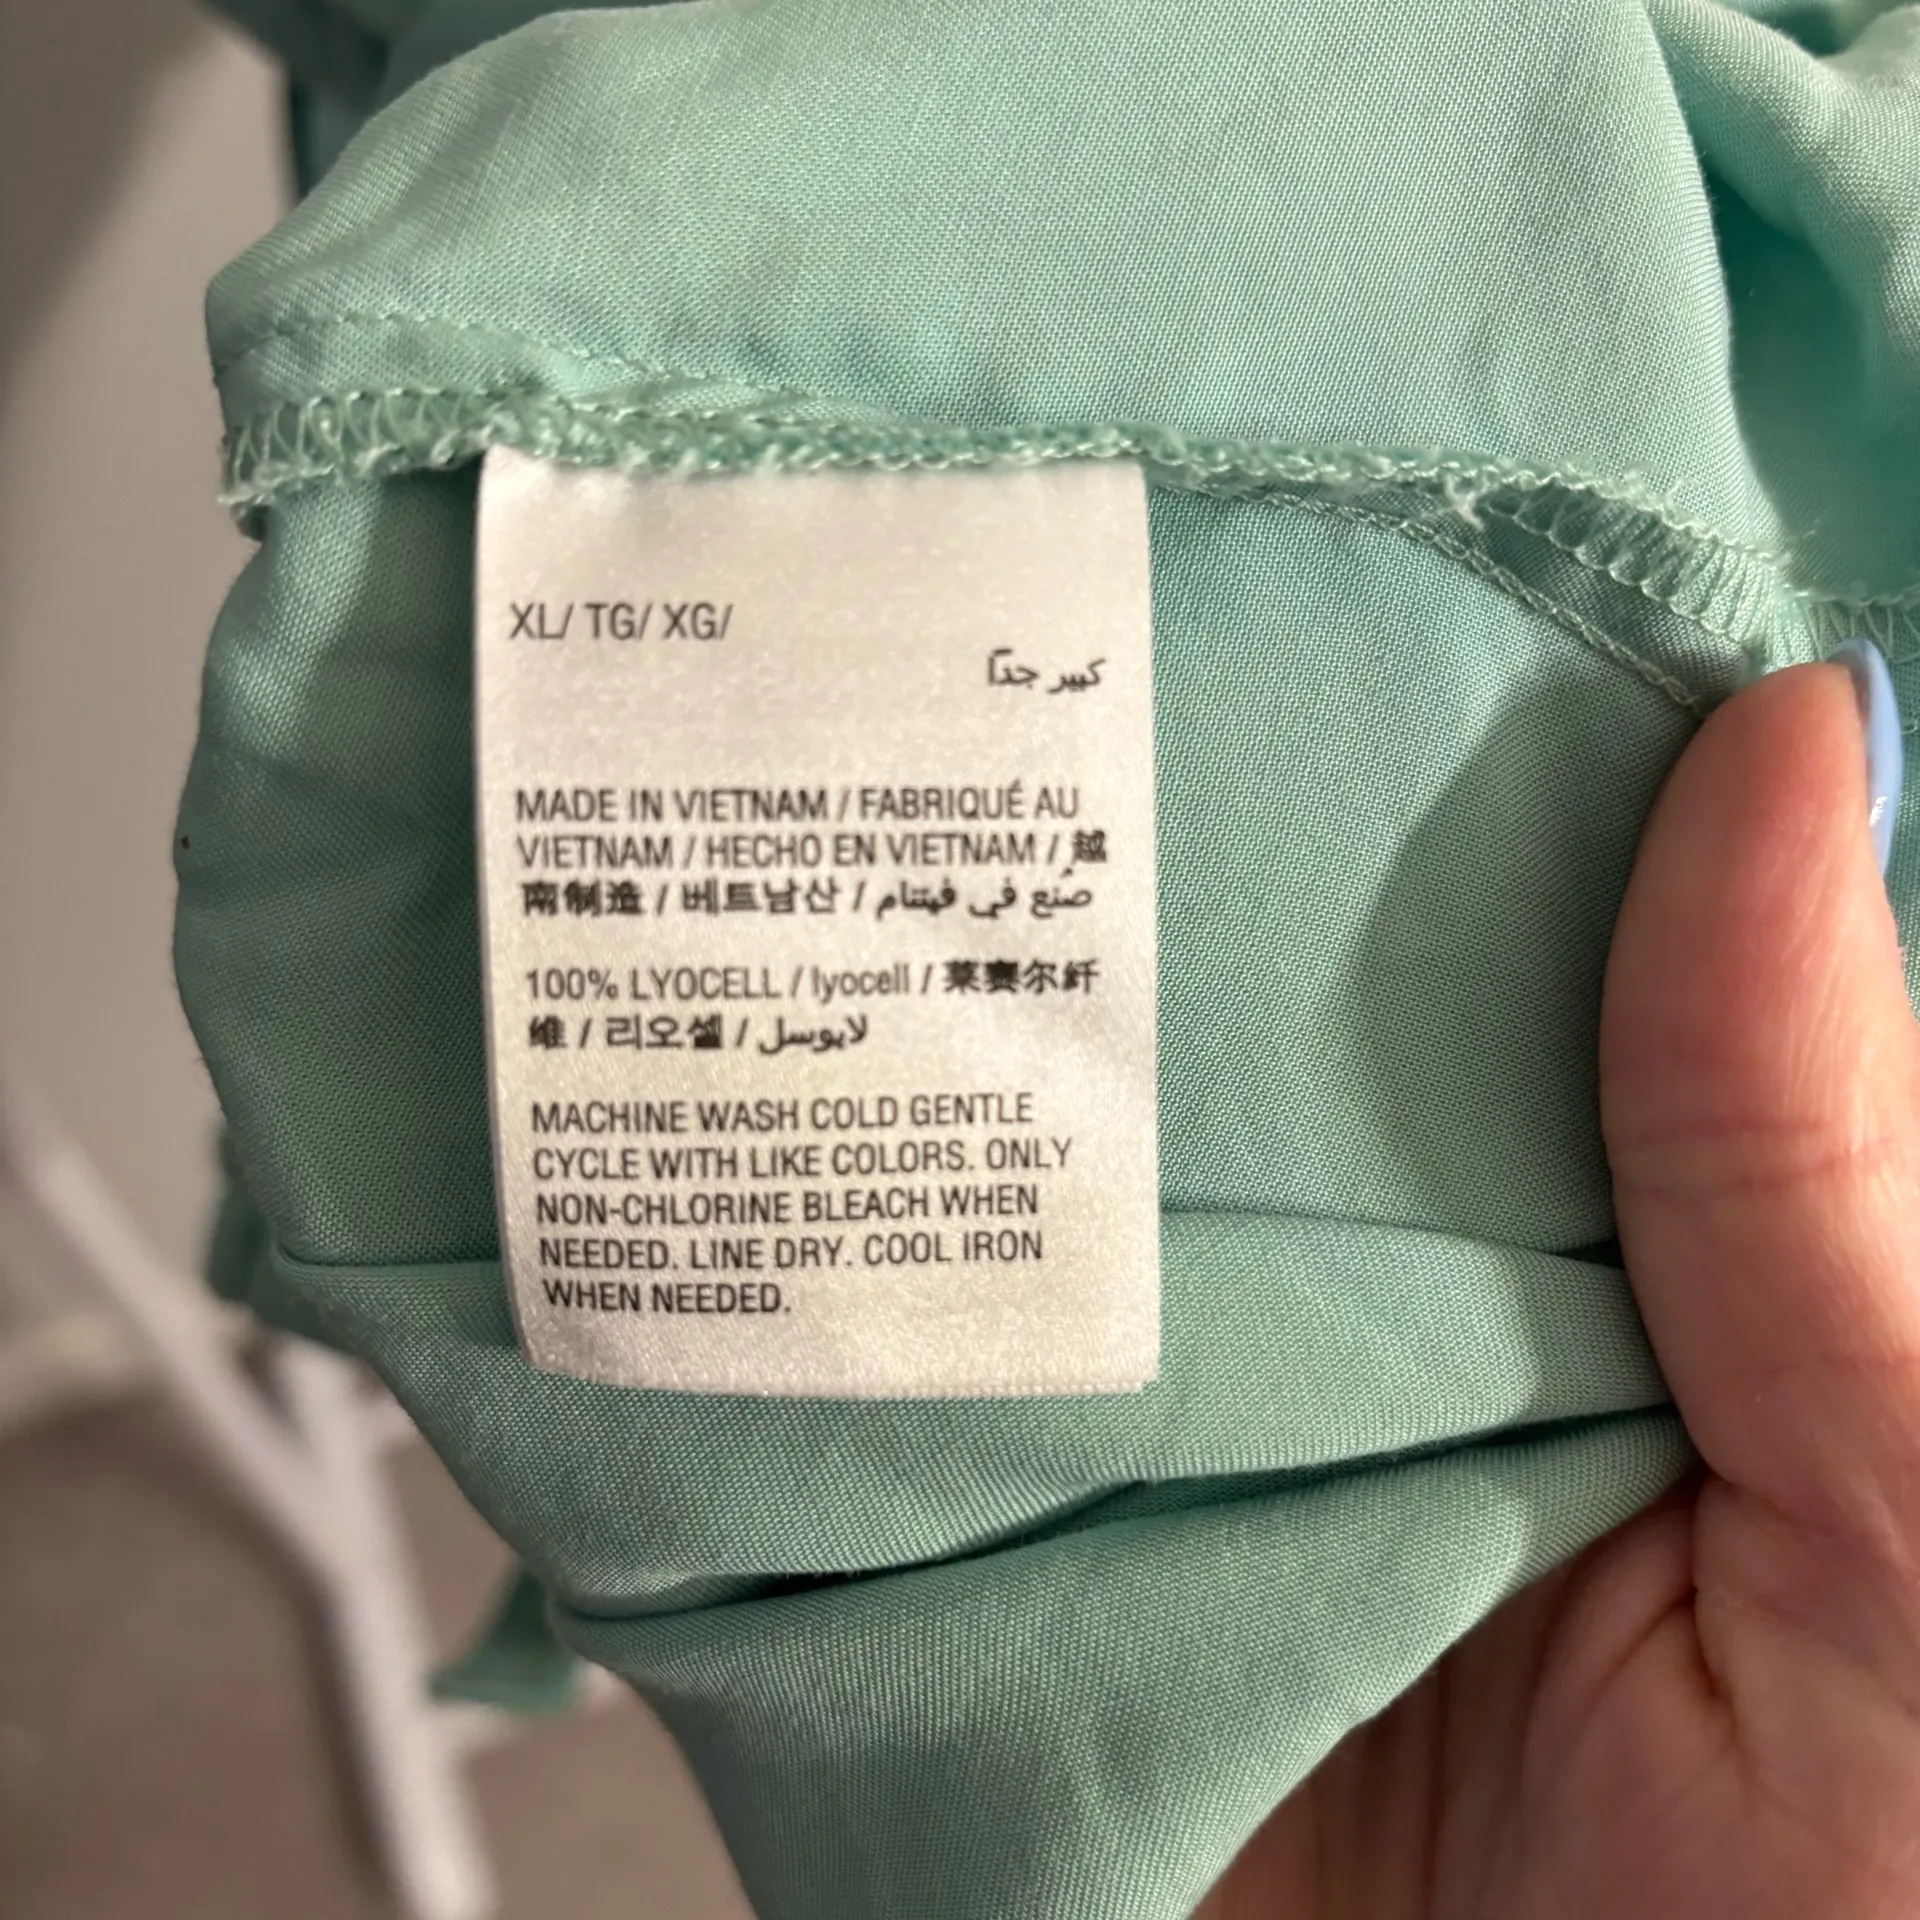 XL/ TG/ XG/
كبير جدًا
MADE IN VIETNAM / FABRIQUÉ AU
VIETNAM / HECHO EN VIETNAM / 越
南制造 / 베트남산 / صُنع في فيتنام
100% LYOCELL / lyocell / 莱赛尔纤
维 / 리오셀 / لايوسل
MACHINE WASH COLD GENTLE
CYCLE WITH LIKE COLORS. ONLY
NON-CHLORINE BLEACH WHEN
NEEDED. LINE DRY. COOL IRON
WHEN NEEDED.